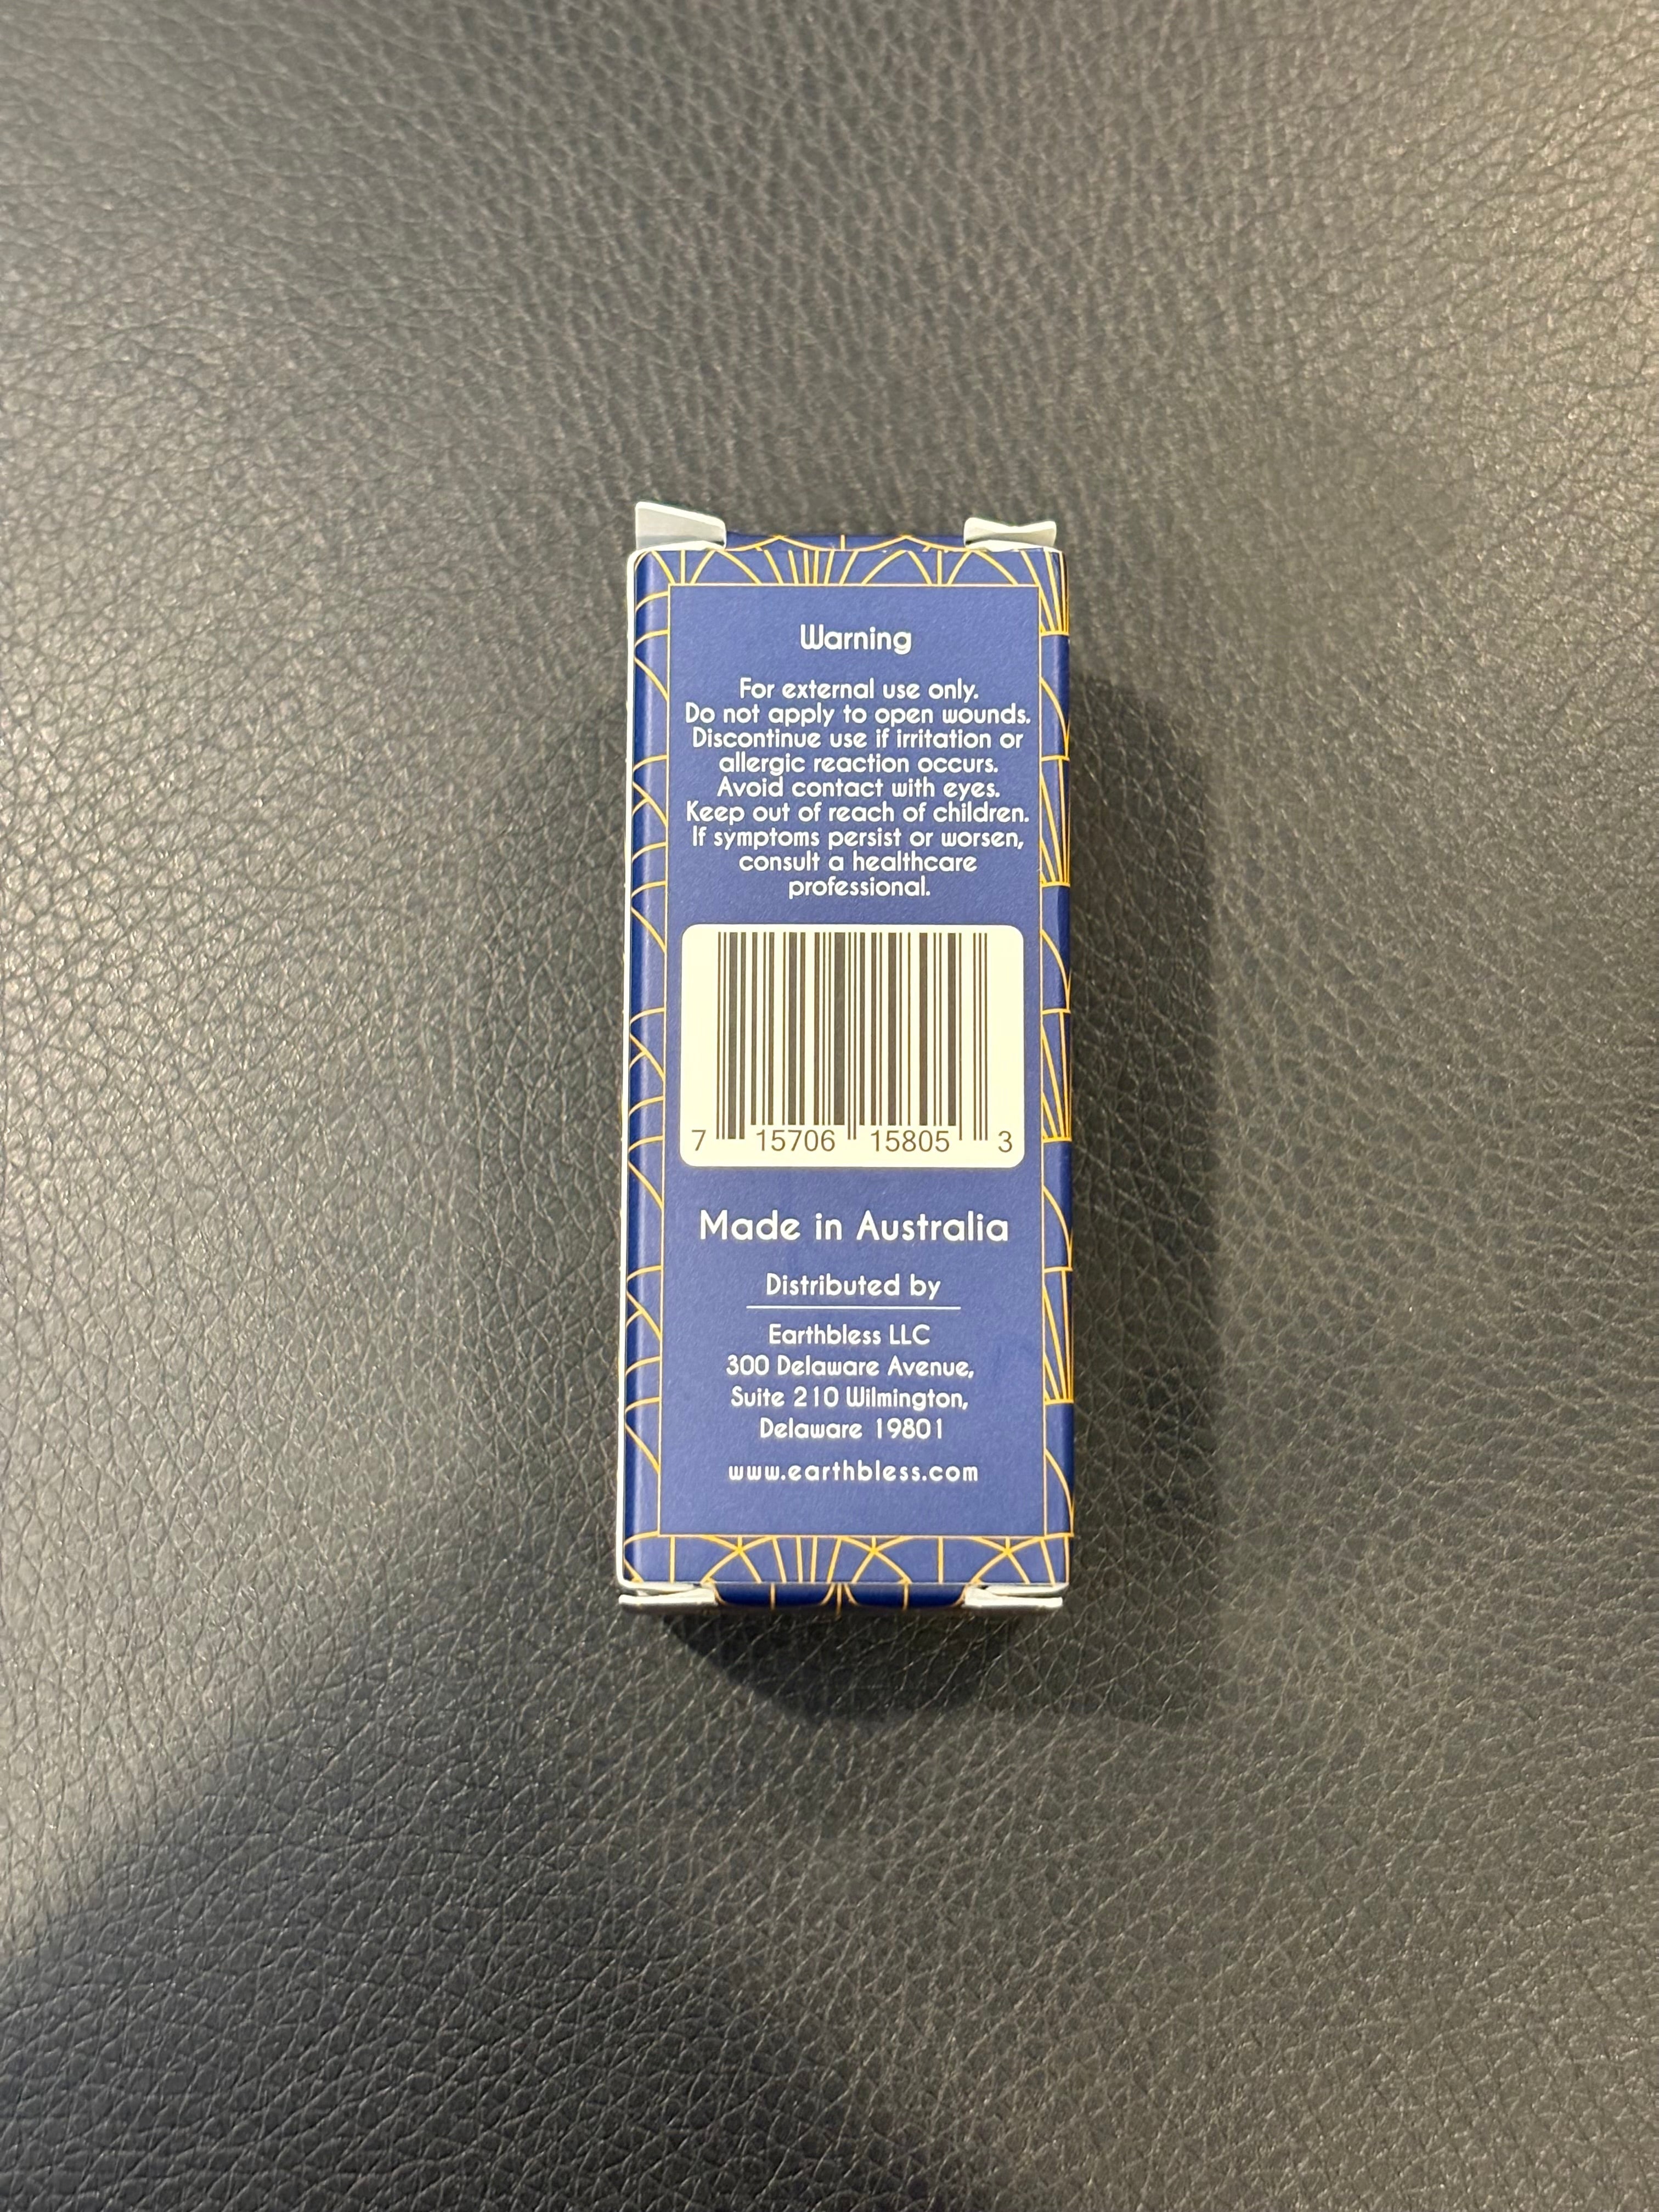 Warning
For external use only.
Do not apply to open wounds.
Discontinue use if irritation or
allergic reaction occurs.
Avoid contact with eyes.
Keep out of reach of children.
If symptoms persist or worsen,
consult a healthcare
professional.
7 15706 15805 3
Made in Australia
Distributed by
Earthbless LLC
300 Delaware Avenue,
Suite 210 Wilmington,
Delaware 19801
www.earthbless.com